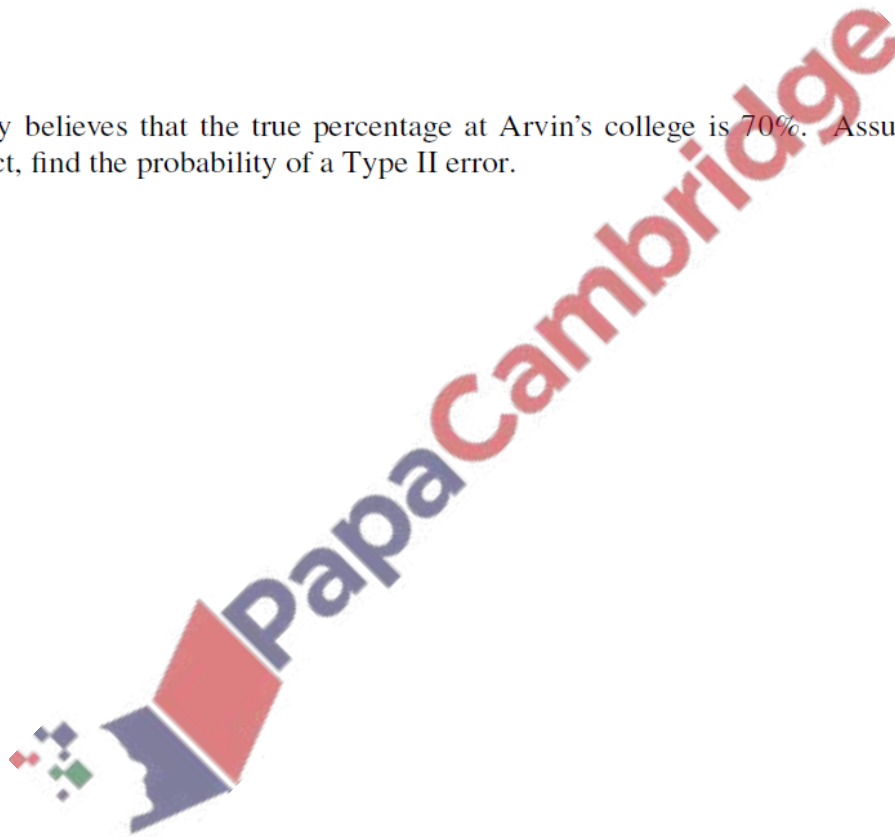 y believes that the true percentage at Arvin's college is 70%. Assu
ct, find the probability of a Type II error.
PapaCambridge